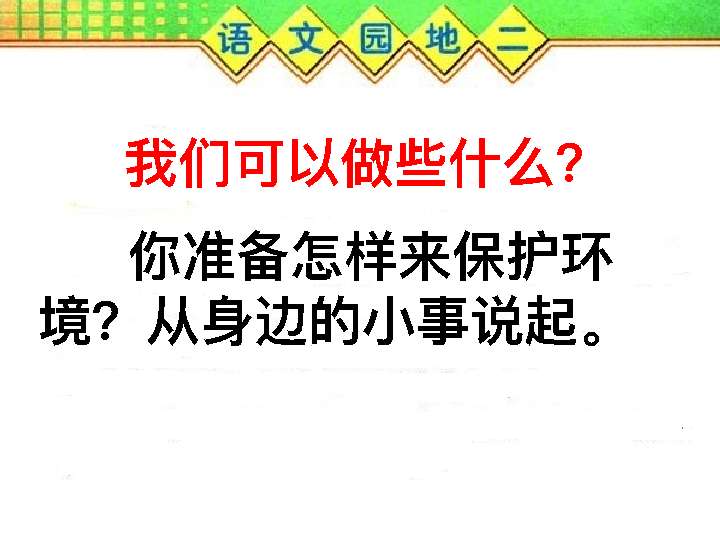 语文园地二
我们可以做些什么?
你准备怎样来保护环
境?从身边的小事说起。